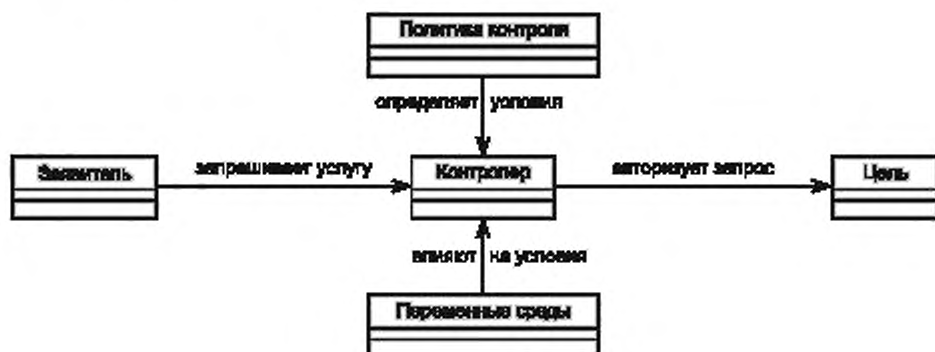 Политика контроля
определяет условия
Заявитель
запрашивает услугу
Контролер
авторизует запрос
Цель
влияют на условия
Переменные среды